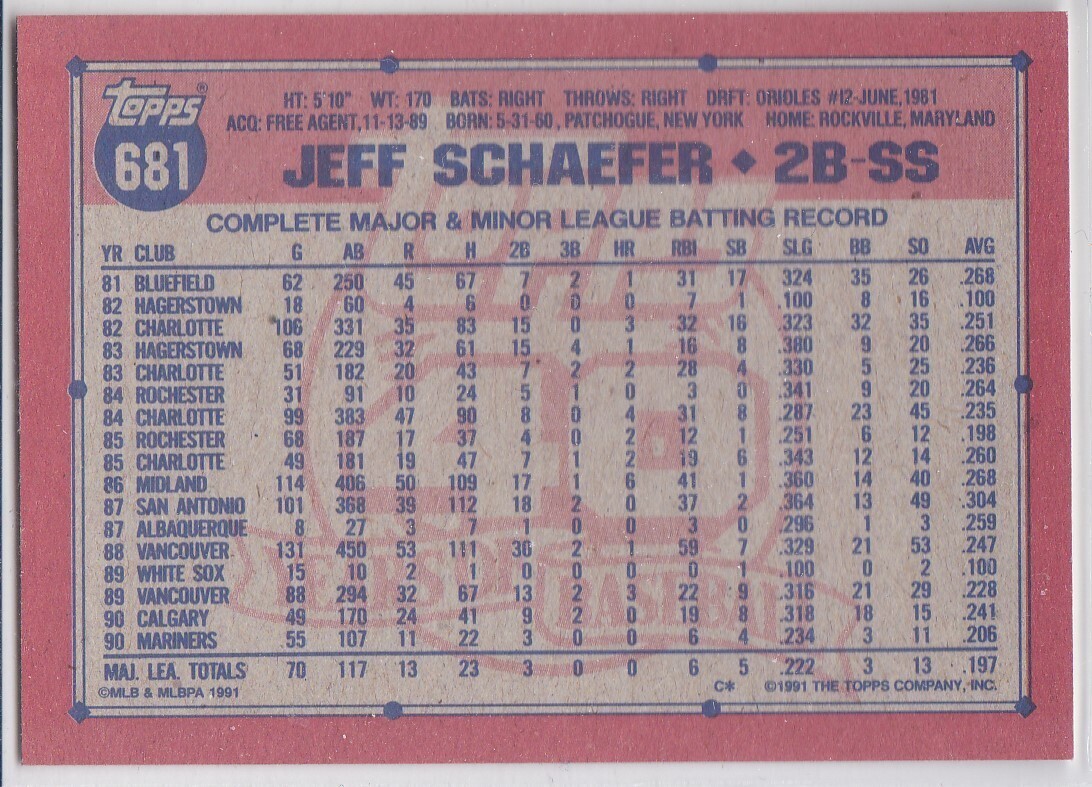 Topps®
681
HT: 5'10" WT: 170 BATS: RIGHT THROWS: RIGHT DRFT: ORIOLES #12-JUNE,1981
ACQ: FREE AGENT,11-13-89 BORN: 5-31-60, PATCHOGUE, NEW YORK HOME: ROCKVILLE, MARYLAND
JEFF SCHAEFER ♦ 2B-SS
COMPLETE MAJOR & MINOR LEAGUE BATTING RECORD
YR CLUB G AB R H 2B 3B HR RBI SB SLG BB SO AVG
81 BLUEFIELD 62 250 45 67 7 2 1 31 17 .324 35 26 .268
82 HAGERSTOWN 18 60 4 6 0 0 0 7 1 .100 8 16 .100
82 CHARLOTTE 106 331 35 83 15 0 3 32 16 .323 32 35 .251
83 HAGERSTOWN 68 229 32 61 15 4 1 16 8 .380 9 20 .266
83 CHARLOTTE 51 182 20 43 7 2 2 28 4 .330 5 25 .236
84 ROCHESTER 31 91 10 24 5 1 0 3 0 .341 9 20 .264
84 CHARLOTTE 99 383 47 90 8 0 4 31 8 .287 23 45 .235
85 ROCHESTER 68 187 17 37 4 0 2 12 1 .251 6 12 .198
85 CHARLOTTE 49 181 19 47 7 1 2 19 6 .343 12 14 .260
86 MIDLAND 114 406 50 109 17 1 6 41 1 .360 14 40 .268
87 SAN ANTONIO 101 368 39 112 18 2 0 37 2 .364 13 49 .304
87 ALBAQUERQUE 8 27 3 7 1 0 0 3 0 .296 1 3 .259
88 VANCOUVER 131 450 53 111 30 2 1 59 7 .329 21 53 .247
89 WHITE SOX 15 10 2 1 0 0 0 0 1 .100 0 2 .100
89 VANCOUVER 88 294 32 67 13 2 3 22 9 .316 21 29 .228
90 CALGARY 49 170 24 41 9 2 0 19 8 .318 18 15 .241
90 MARINERS 55 107 11 22 3 0 0 6 4 .234 3 11 .206
MAJ. LEA. TOTALS 70 117 13 23 3 0 0 6 5 .222 3 13 .197
©MLB & MLBPA 1991 C* ©1991 THE TOPPS COMPANY, INC.